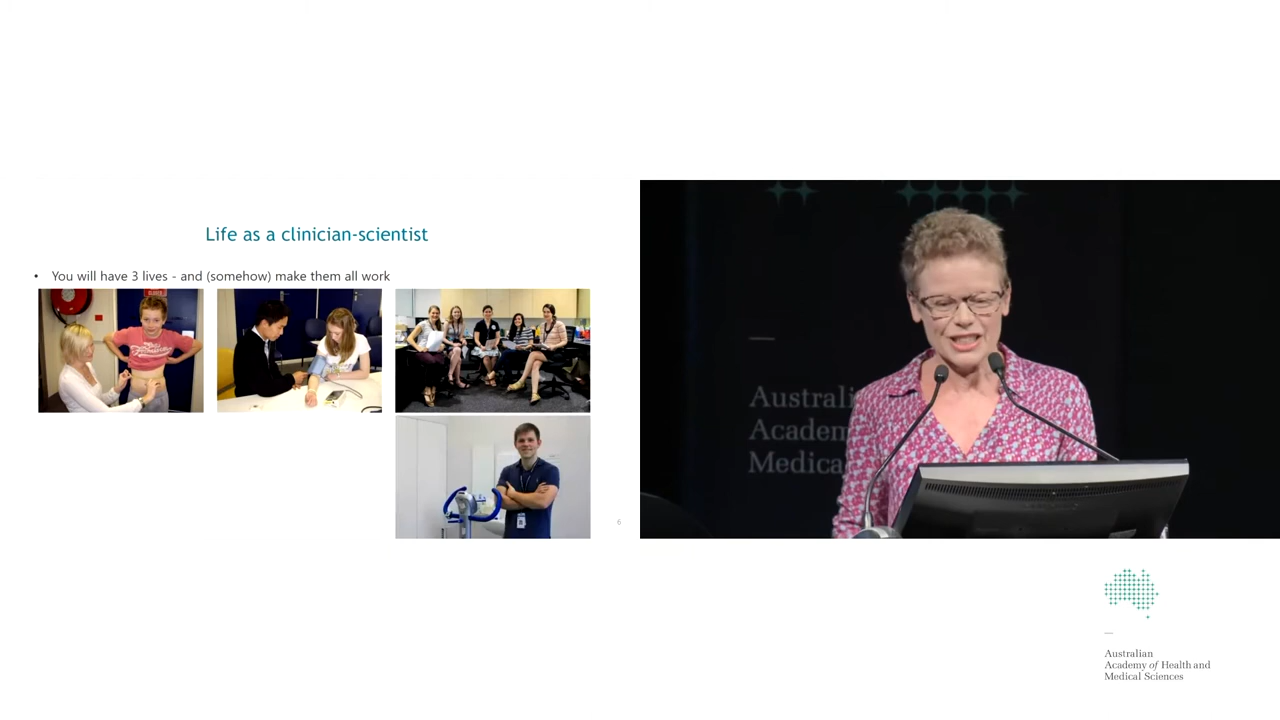 Life as a clinician-scientist
• You will have 3 lives - and (somehow) make them all work
6
Australi
Academ
Medica
Australian
Academy of Health and
Medical Sciences